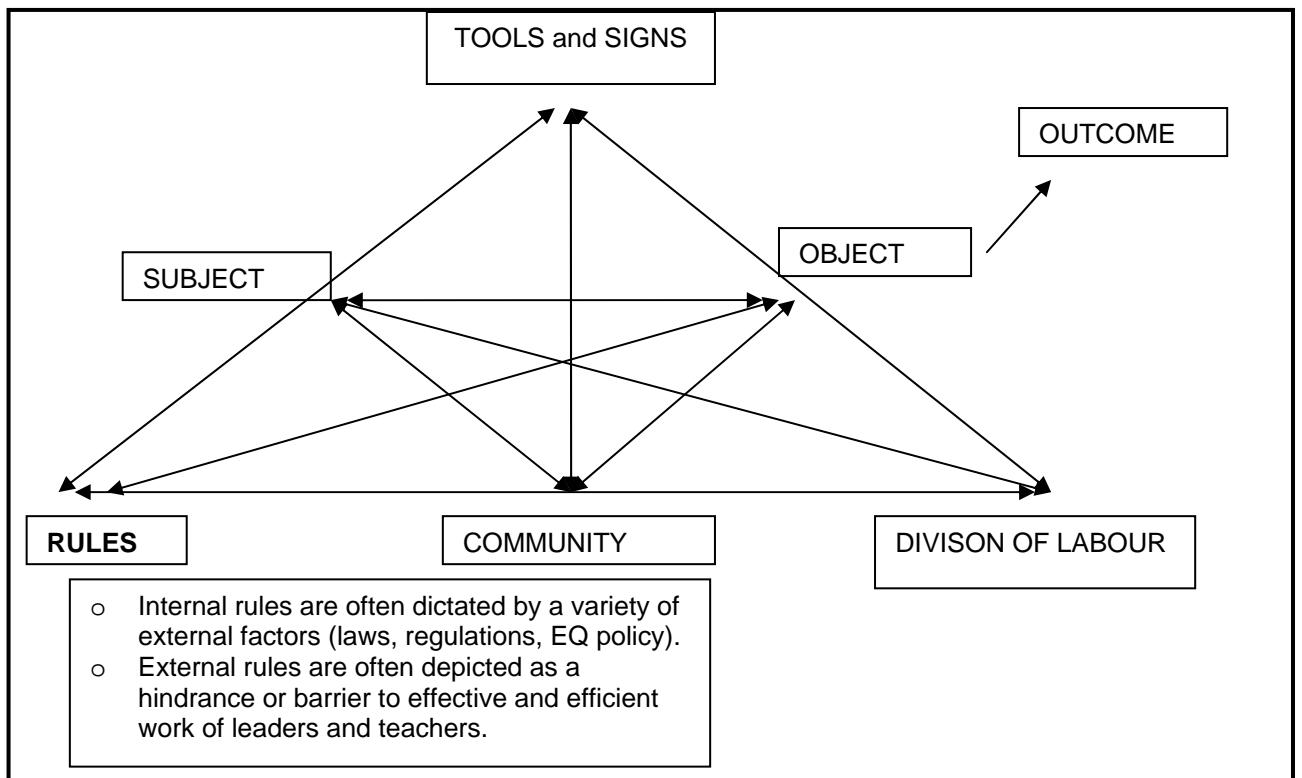 TOOLS and SIGNS
OUTCOME
OBJECT
SUBJECT
RULES
COMMUNITY
DIVISON OF LABOUR
o Internal rules are often dictated by a variety of
external factors (laws, regulations, EQ policy).
o External rules are often depicted as a
hindrance or barrier to effective and efficient
work of leaders and teachers.